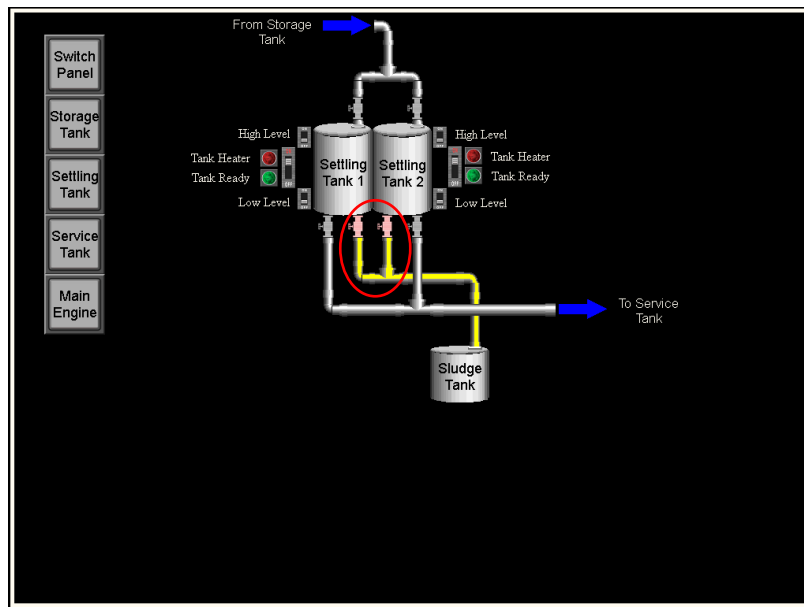 From Storage
Tank
Switch
Panel
Storage
Tank
Settling
Tank
Service
Tank
Main
Engine
High Level
Tank Heater
Tank Ready
Low Level
Settling
Tank 1
Settling
Tank 2
High Level
Tank Heater
Tank Ready
Low Level
To Service
Tank
Sludge
Tank